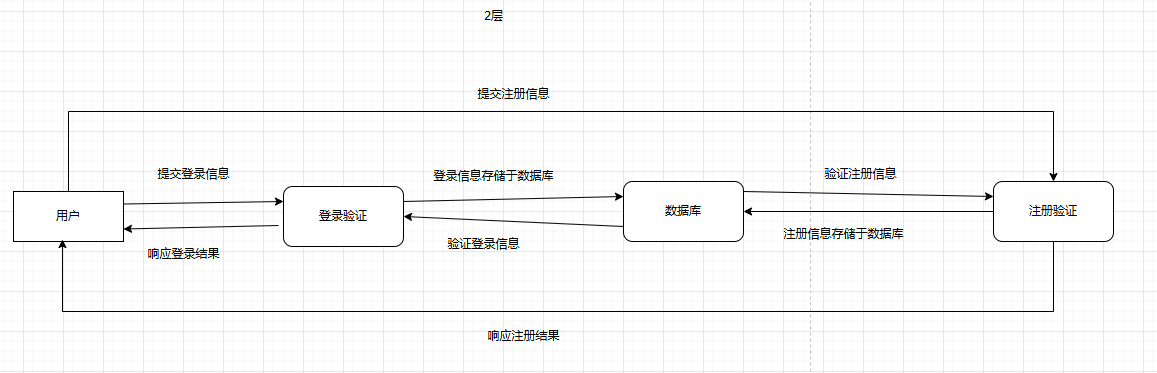 2层
提交注册信息
提交登录信息
登录信息存储于数据库
验证注册信息
用户
登录验证
数据库
注册验证
响应登录结果
验证登录信息
注册信息存储于数据库
响应注册结果